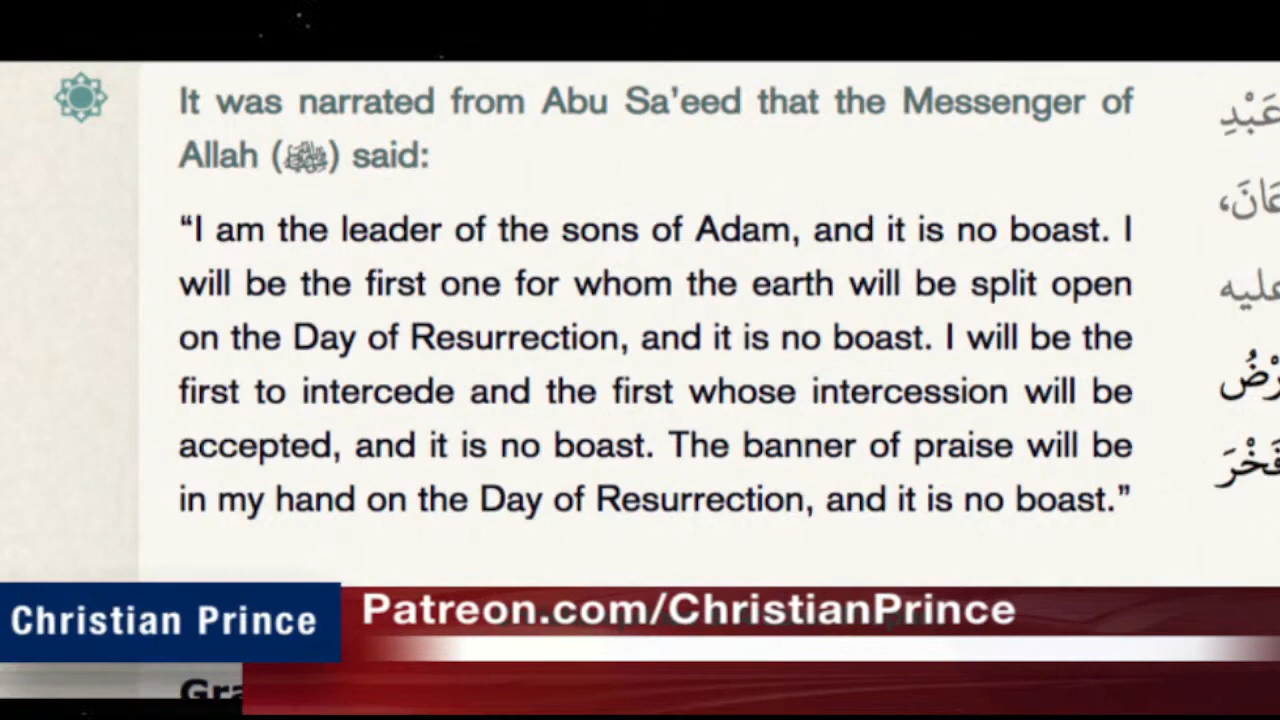 It was narrated from Abu Sa’eed that the Messenger of
Allah (ﷺ) said:
“I am the leader of the sons of Adam, and it is no boast. I
will be the first one for whom the earth will be split open
on the Day of Resurrection, and it is no boast. I will be the
first to intercede and the first whose intercession will be
accepted, and it is no boast. The banner of praise will be
in my hand on the Day of Resurrection, and it is no boast.”
عَبْدِ
عليه
Christian Prince
Patreon.com/ChristianPrince
Gra